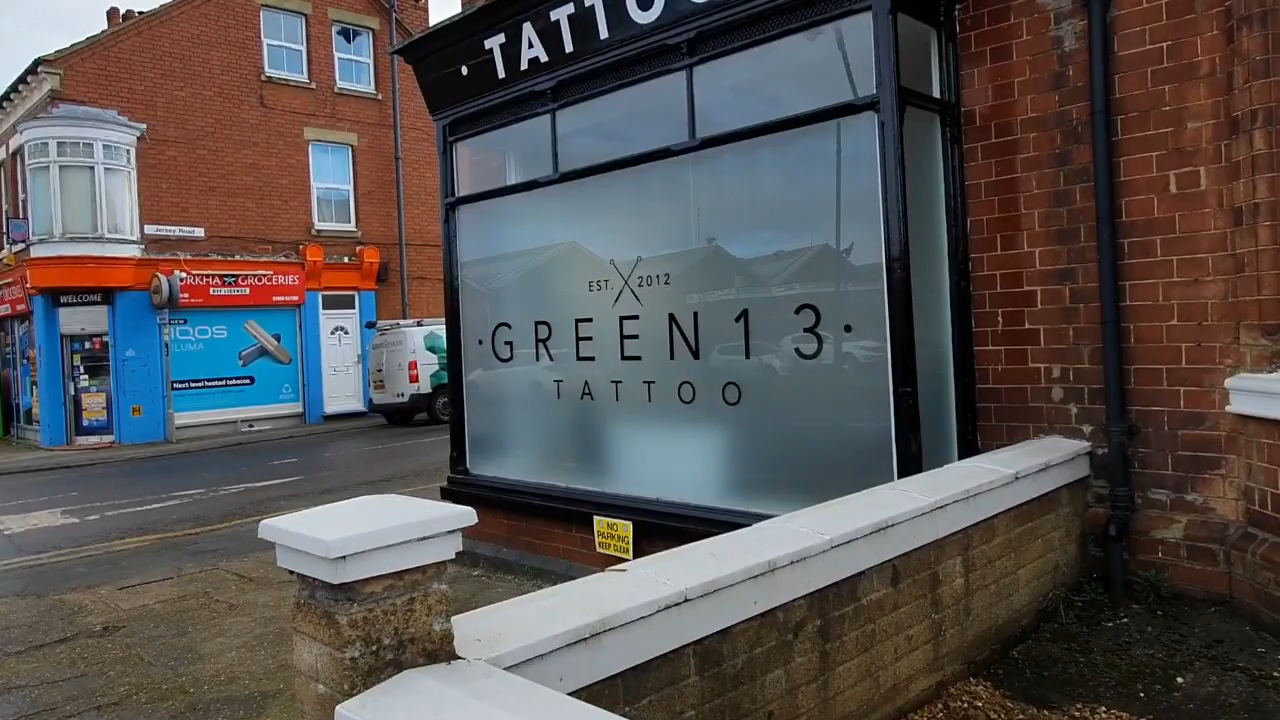 TATTOO
EST. 2012
·GREEN13·
TATTOO
NO
PARKING
KEEP CLEAR
Jersey Road
GROCERIES
OFF LICENCE
WELCOME
NEW
IQOS
ILUMA
Next level heated tobacco.